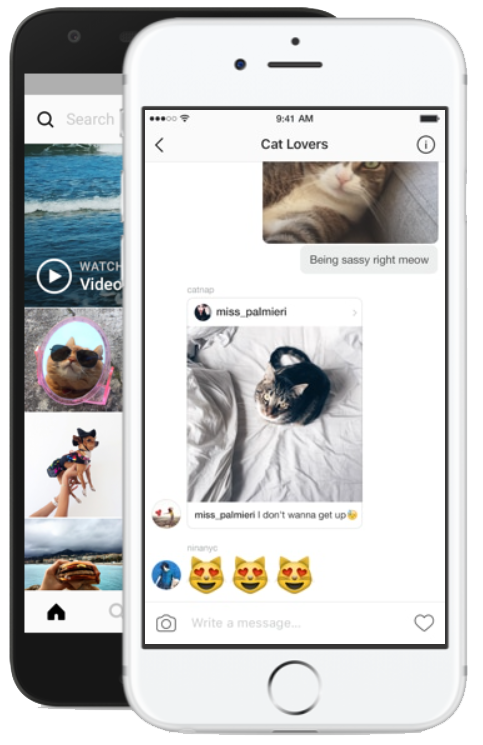 Search
WATCH
Video
9:41 AM
Cat Lovers
Being sassy right meow
catnap
miss_palmieri
miss_palmieri I don't wanna get up
ninanyc
Write a message...